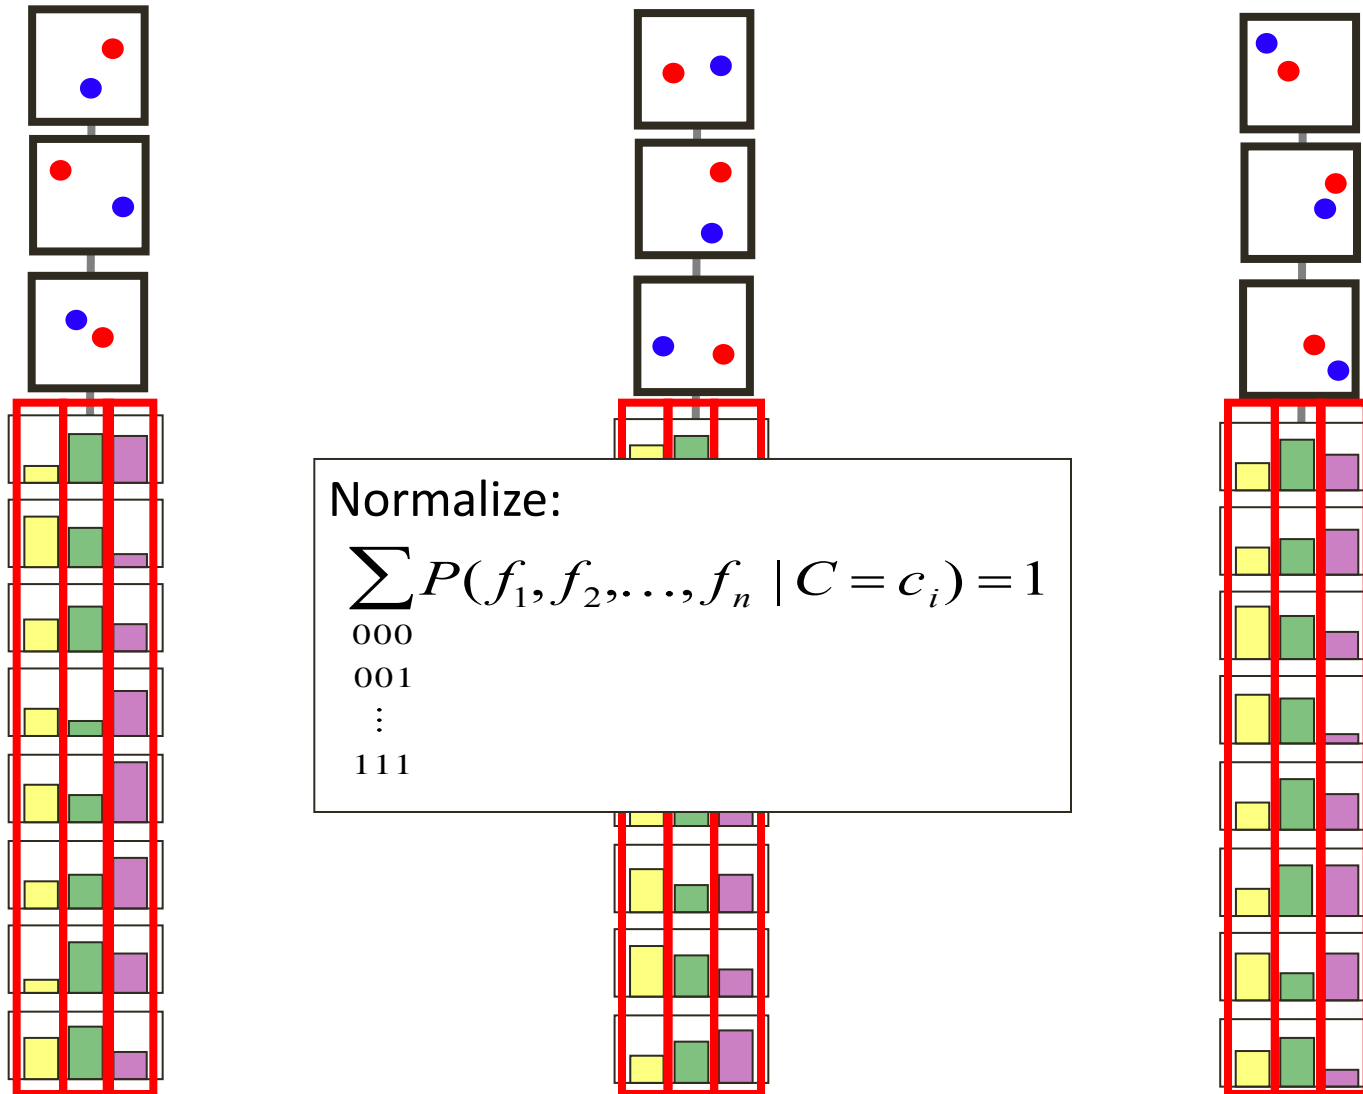 Normalize:
∑ P(f₁, f₂,…, fₙ | C = cᵢ) = 1
000
001
⋮
111